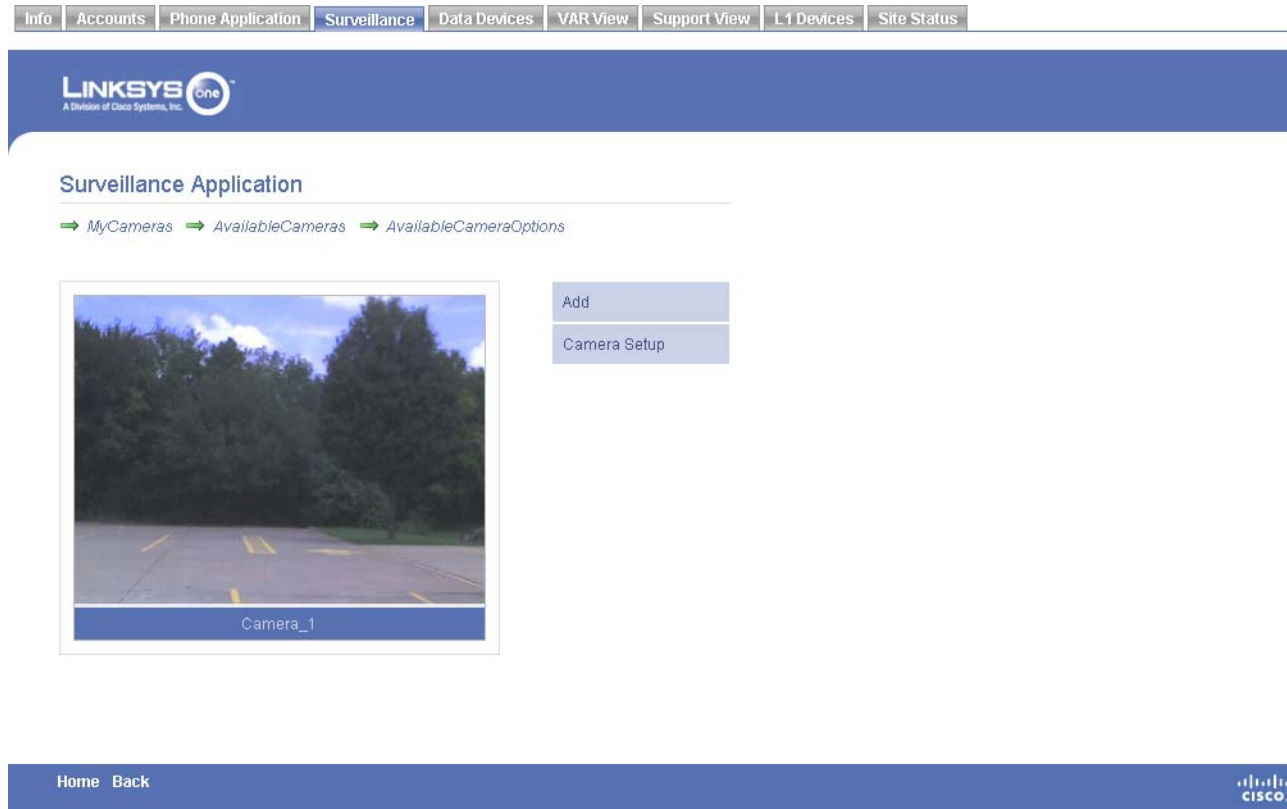 Info Accounts Phone Application Surveillance Data Devices VAR View Support View L1 Devices Site Status
LINKSYS one
A Division of Cisco Systems, Inc.
Surveillance Application
MyCameras AvailableCameras AvailableCameraOptions
Add
Camera Setup
Camera_1
Home Back
CISCO